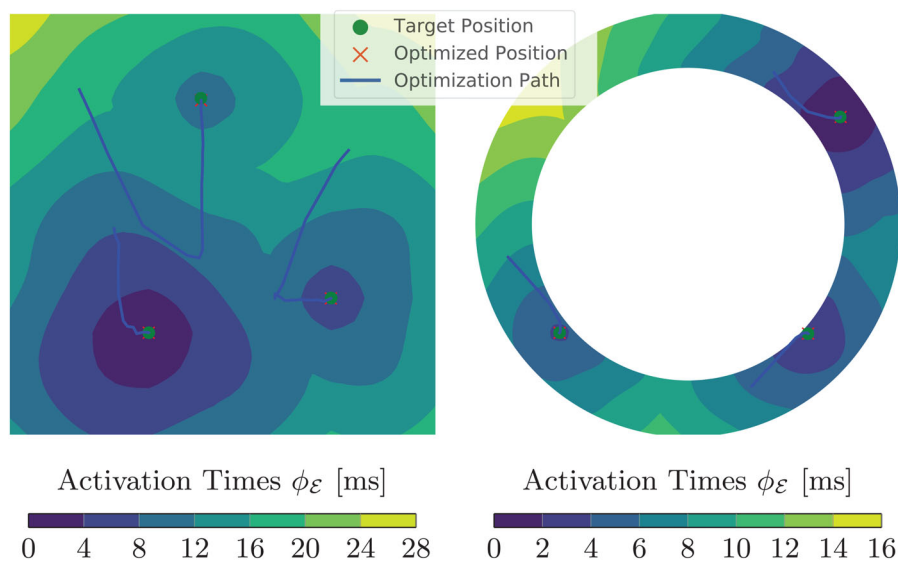 Target Position
Optimized Position
Optimization Path
Activation Times ϕ_ℰ [ms]
0 4 8 12 16 20 24 28
Activation Times ϕ_ℰ [ms]
0 2 4 6 8 10 12 14 16